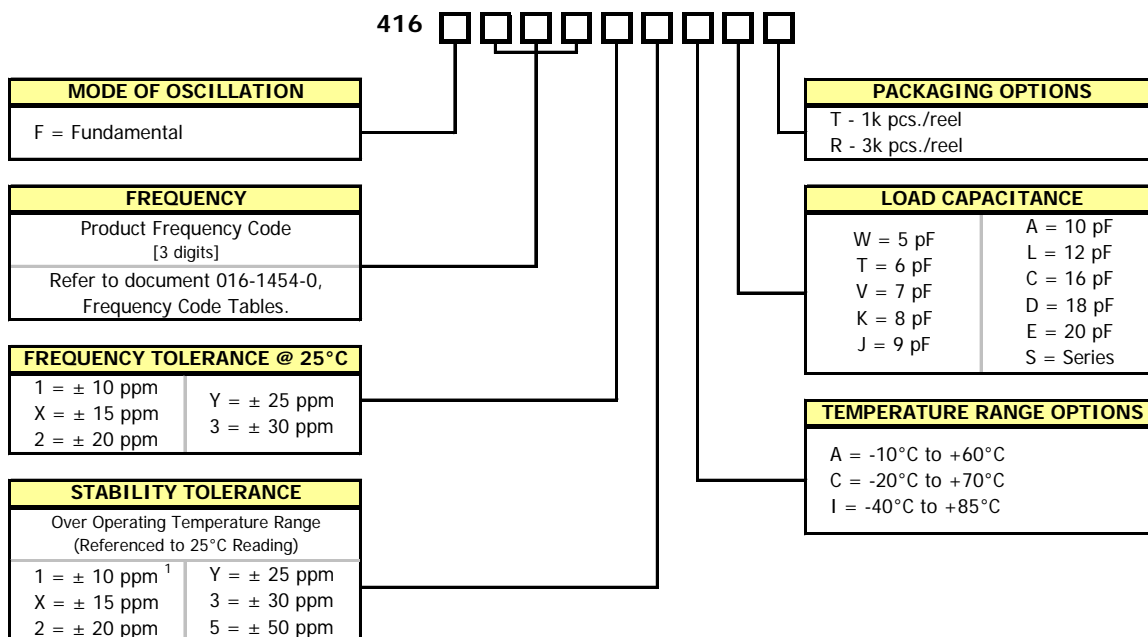 416
MODE OF OSCILLATION
F = Fundamental
FREQUENCY
Product Frequency Code
[3 digits]
Refer to document 016-1454-0,
Frequency Code Tables.
FREQUENCY TOLERANCE @ 25°C
1 = ± 10 ppm
X = ± 15 ppm
2 = ± 20 ppm
Y = ± 25 ppm
3 = ± 30 ppm
STABILITY TOLERANCE
Over Operating Temperature Range
(Referenced to 25°C Reading)
1 = ± 10 ppm ¹
X = ± 15 ppm
2 = ± 20 ppm
Y = ± 25 ppm
3 = ± 30 ppm
5 = ± 50 ppm
PACKAGING OPTIONS
T - 1k pcs./reel
R - 3k pcs./reel
LOAD CAPACITANCE
W = 5 pF
T = 6 pF
V = 7 pF
K = 8 pF
J = 9 pF
A = 10 pF
L = 12 pF
C = 16 pF
D = 18 pF
E = 20 pF
S = Series
TEMPERATURE RANGE OPTIONS
A = -10°C to +60°C
C = -20°C to +70°C
I = -40°C to +85°C